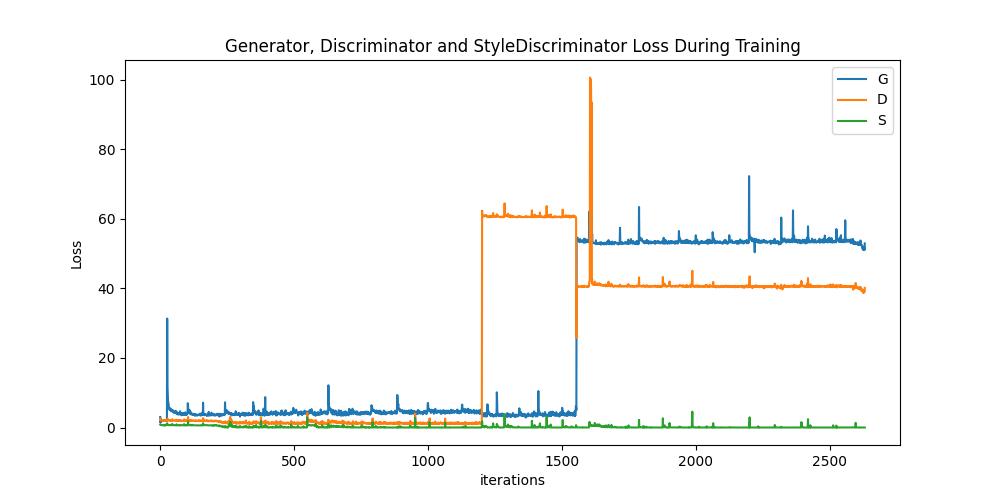 Generator, Discriminator and StyleDiscriminator Loss During Training
G
D
S
Loss
100
80
60
40
20
0
0 500 1000 1500 2000 2500
iterations